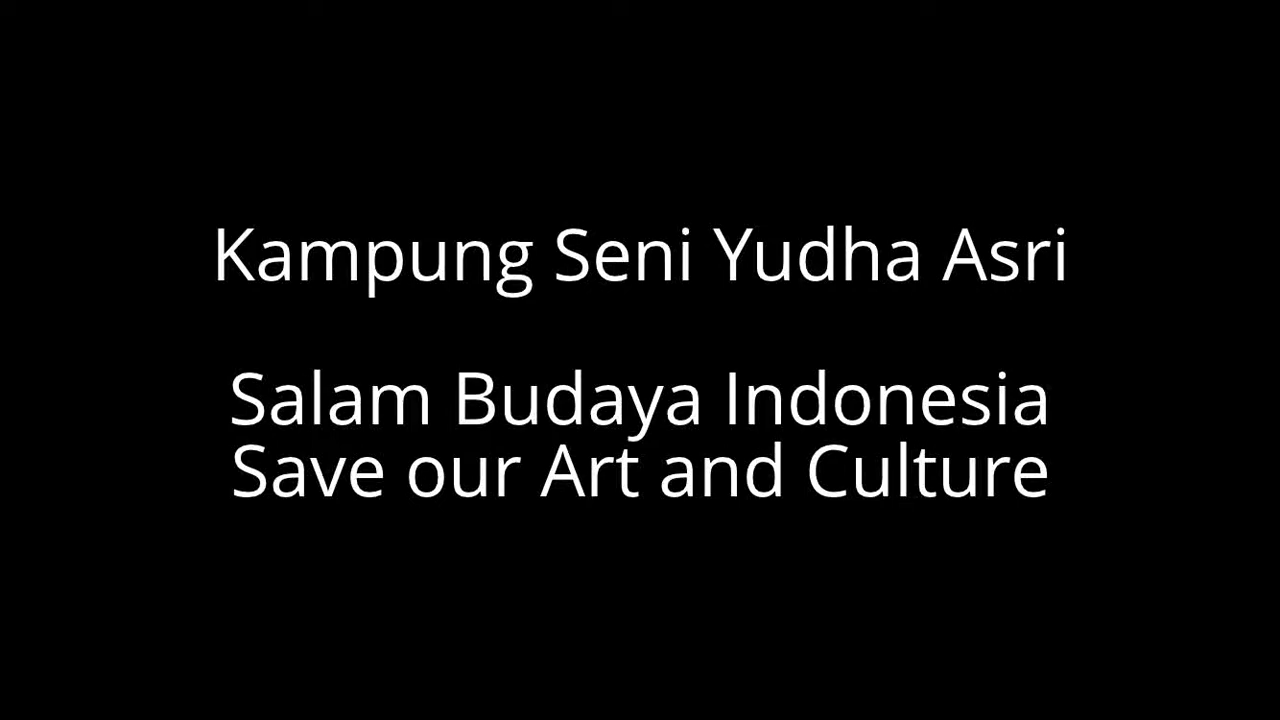 Kampung Seni Yudha Asri
Salam Budaya Indonesia
Save our Art and Culture